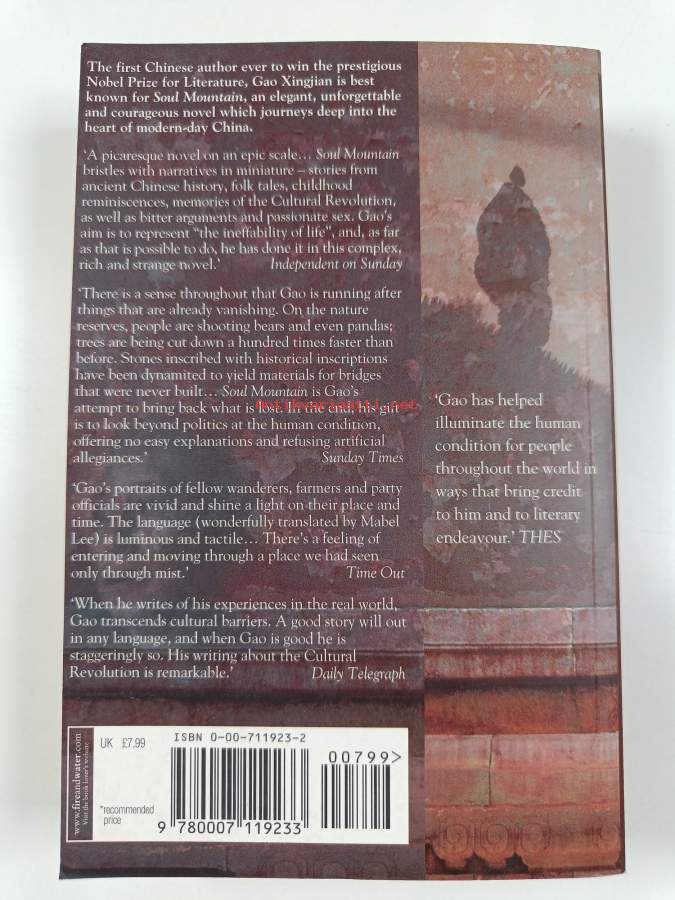 The first Chinese author ever to win the prestigious
Nobel Prize for Literature, Gao Xingjian is best
known for Soul Mountain, an elegant, unforgettable
and courageous novel which journeys deep into the
heart of modern-day China.
‘A picaresque novel on an epic scale… Soul Mountain
bristles with narratives in miniature – stories from
ancient Chinese history, folk tales, childhood
reminiscences, memories of the Cultural Revolution,
as well as bitter arguments and passionate sex. Gao's
aim is to represent “the ineffability of life”, and, as far
as that is possible to do, he has done it in this complex,
rich and strange novel.’ Independent on Sunday
‘There is a sense throughout that Gao is running after
things that are already vanishing. On the nature
reserves, people are shooting bears and even pandas;
trees are being cut down a hundred times faster than
before. Stones inscribed with historical inscriptions
have been dynamited to yield materials for bridges
that were never built… Soul Mountain is Gao's
attempt to bring back what is lost. In the end, his gift
is to look beyond politics at the human condition,
offering no easy explanations and refusing artificial
allegiances.’ Sunday Times
‘Gao's portraits of fellow wanderers, farmers and party
officials are vivid and shine a light on their place and
time. The language (wonderfully translated by Mabel
Lee) is luminous and tactile… There's a feeling of
entering and moving through a place we had seen
only through mist.’ Time Out
‘When he writes of his experiences in the real world,
Gao transcends cultural barriers. A good story will out
in any language, and when Gao is good he is
staggeringly so. His writing about the Cultural
Revolution is remarkable.’ Daily Telegraph
‘Gao has helped
illuminate the human
condition for people
throughout the world in
ways that bring credit
to him and to literary
endeavour.’ THES
www.fireandwater.com
Visit the book lover's website
UK £7.99
*recommended
price
ISBN 0-00-711923-2
00799>
9 780007 119233